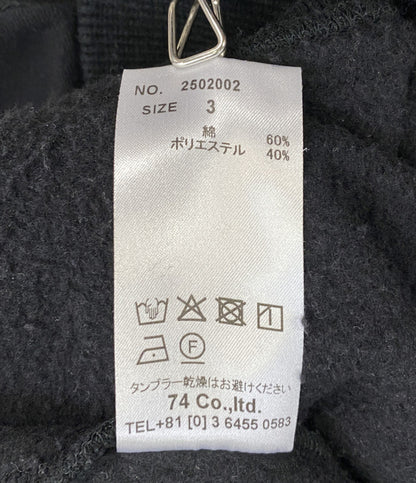 NO. 2502002
SIZE 3
綿 60%
ポリエステル 40%
F
タンブラー乾燥はお避けください
74 Co.,ltd.
TEL+81 [0] 3 6455 0583